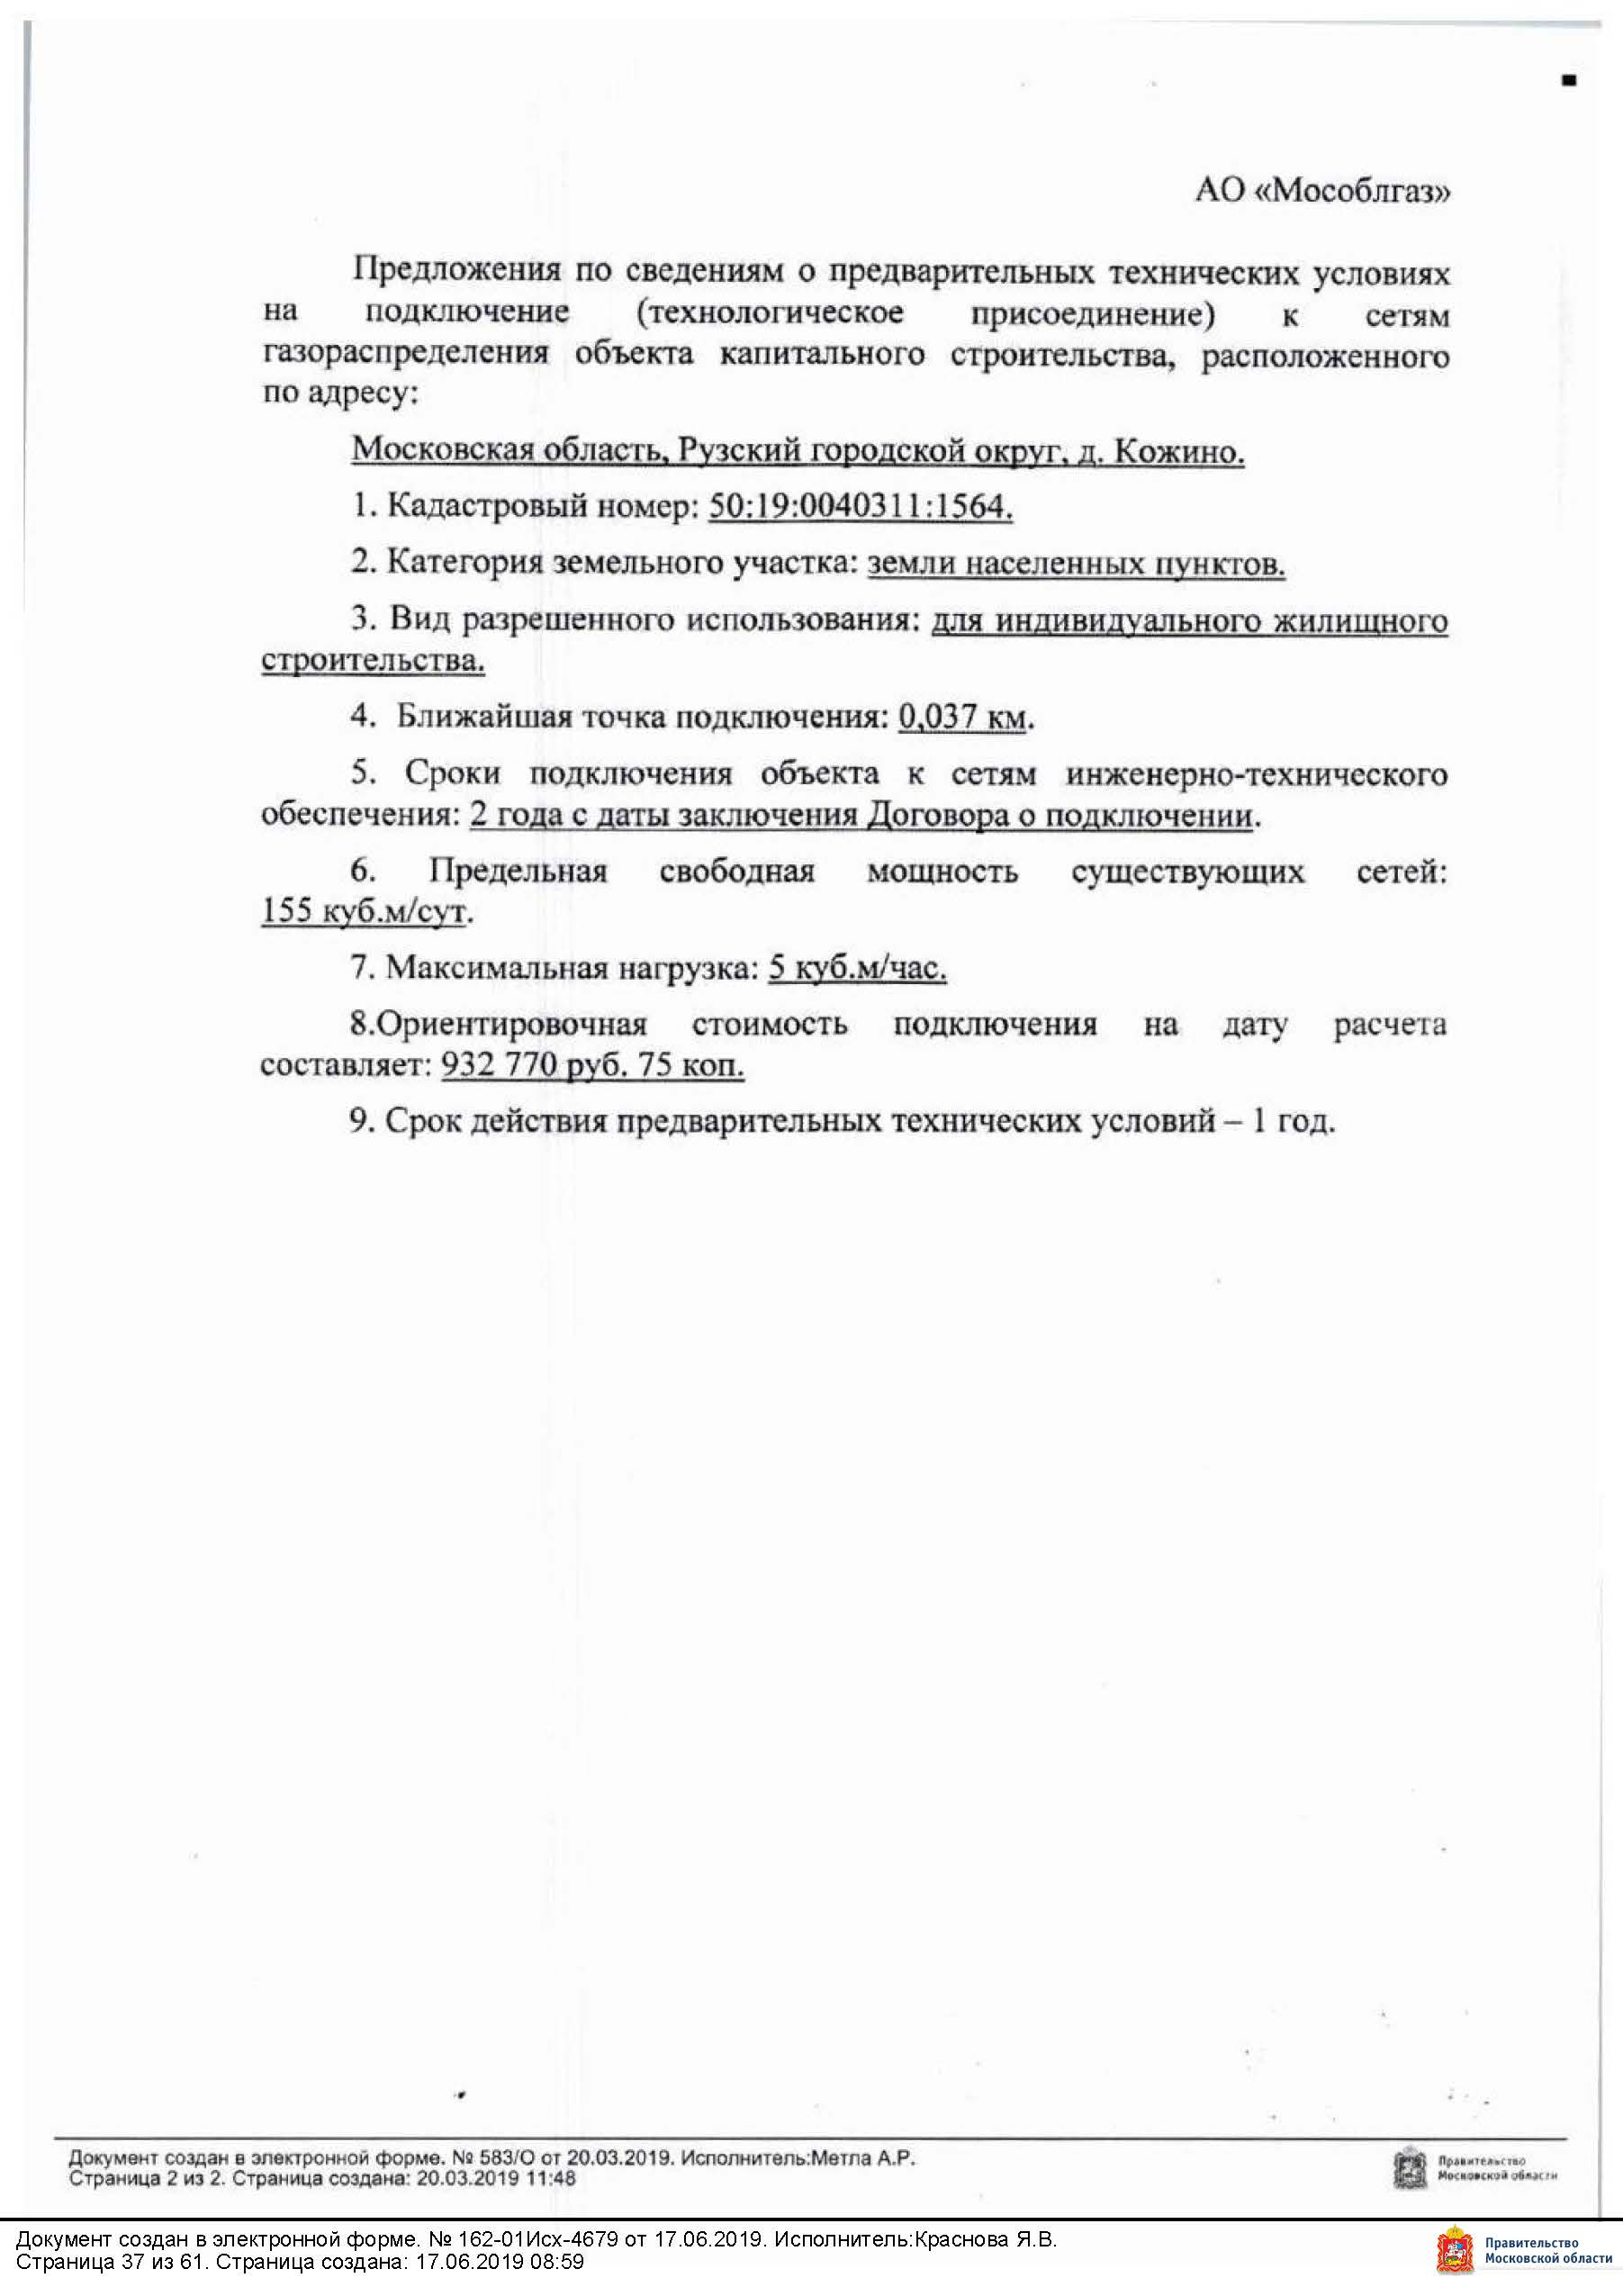 АО «Мособлгаз»
Предложения по сведениям о предварительных технических условиях
на подключение (технологическое присоединение) к сетям
газораспределения объекта капитального строительства, расположенного
по адресу:
Московская область, Рузский городской округ, д. Кожино.
1. Кадастровый номер: 50:19:0040311:1564.
2. Категория земельного участка: земли населенных пунктов.
3. Вид разрешенного использования: для индивидуального жилищного
строительства.
4. Ближайшая точка подключения: 0,037 км.
5. Сроки подключения объекта к сетям инженерно-технического
обеспечения: 2 года с даты заключения Договора о подключении.
6. Предельная свободная мощность существующих сетей:
155 куб.м/сут.
7. Максимальная нагрузка: 5 куб.м/час.
8.Ориентировочная стоимость подключения на дату расчета
составляет: 932 770 руб. 75 коп.
9. Срок действия предварительных технических условий – 1 год.
Документ создан в электронной форме. № 583/О от 20.03.2019. Исполнитель:Метла А.Р.
Страница 2 из 2. Страница создана: 20.03.2019 11:48
Правительство
Московской области
Документ создан в электронной форме. № 162-01Исх-4679 от 17.06.2019. Исполнитель:Краснова Я.В.
Страница 37 из 61. Страница создана: 17.06.2019 08:59
Правительство
Московской области